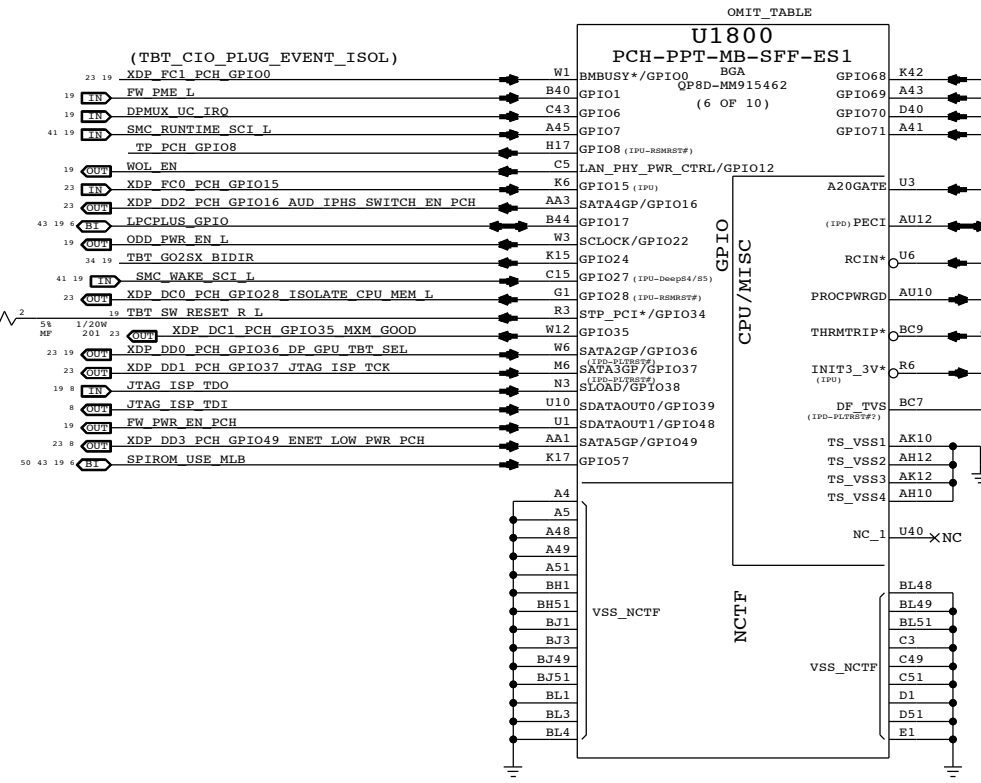 OMIT_TABLE
U1800
PCH-PPT-MB-SFF-ES1
BGA
QP8D-MM915462
(6 OF 10)
(TBT_CIO_PLUG_EVENT_ISOL)
23 19 XDP_FC1_PCH_GPIO0 W1 BMBUSY*/GPIO0 GPIO68 K42
19 IN FW_PME_L B40 GPIO1 GPIO69 A43
19 IN DPMUX_UC_IRQ C43 GPIO6 GPIO70 D40
41 19 IN SMC_RUNTIME_SCI_L A45 GPIO7 GPIO71 A41
TP_PCH_GPIO8 H17 GPIO8 (IPU-RSMRST#)
19 OUT WOL_EN C5 LAN_PHY_PWR_CTRL/GPIO12
23 IN XDP_FC0_PCH_GPIO15 K6 GPIO15 (IPU) A20GATE U3
23 OUT XDP_DD2_PCH_GPIO16_AUD_IPHS_SWITCH_EN_PCH AA3 SATA4GP/GPIO16
43 19 6 BI LPCPLUS_GPIO B44 GPIO17 (IPD) PECI AU12
19 OUT ODD_PWR_EN_L W3 SCLOCK/GPIO22
34 19 TBT_GO2SX_BIDIR K15 GPIO24 RCIN* U6
41 19 IN SMC_WAKE_SCI_L C15 GPIO27 (IPU-DeepS4/S5)
23 OUT XDP_DC0_PCH_GPIO28_ISOLATE_CPU_MEM_L G1 GPIO28 (IPU-RSMRST#) PROCPWRGD AU10
2 19 TBT_SW_RESET_R_L R3 STP_PCI*/GPIO34
5% 1/20W
MF 201 23 OUT XDP_DC1_PCH_GPIO35_MXM_GOOD W12 GPIO35 THRMTRIP* BC9
23 19 OUT XDP_DD0_PCH_GPIO36_DP_GPU_TBT_SEL W6 SATA2GP/GPIO36
(IPD-PLTRST#)
23 OUT XDP_DD1_PCH_GPIO37_JTAG_ISP_TCK M6 SATA3GP/GPIO37 INIT3_3V* R6
(IPD-PLTRST#) (IPU)
19 8 IN JTAG_ISP_TDO N3 SLOAD/GPIO38
8 OUT JTAG_ISP_TDI U10 SDATAOUT0/GPIO39 DF_TVS BC7
(IPD-PLTRST#?)
19 OUT FW_PWR_EN_PCH U1 SDATAOUT1/GPIO48
23 8 OUT XDP_DD3_PCH_GPIO49_ENET_LOW_PWR_PCH AA1 SATA5GP/GPIO49 TS_VSS1 AK10
50 43 19 6 BI SPIROM_USE_MLB K17 GPIO57 TS_VSS2 AH12
TS_VSS3 AK12
TS_VSS4 AH10
GPIO
CPU/MISC
A4
A5
A48 NC_1 U40 NC
A49
A51
BH1 BL48
BH51 BL49
BJ1 BL51
BJ3 C3
BJ49 C49
BJ51 C51
BL1 D1
BL3 D51
BL4 E1
VSS_NCTF
NCTF
VSS_NCTF